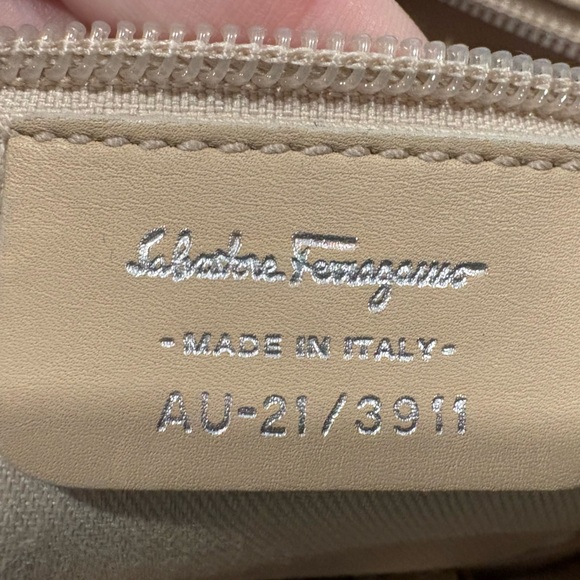 Salvatore Ferragamo
-MADE IN ITALY-
AU-21/3911